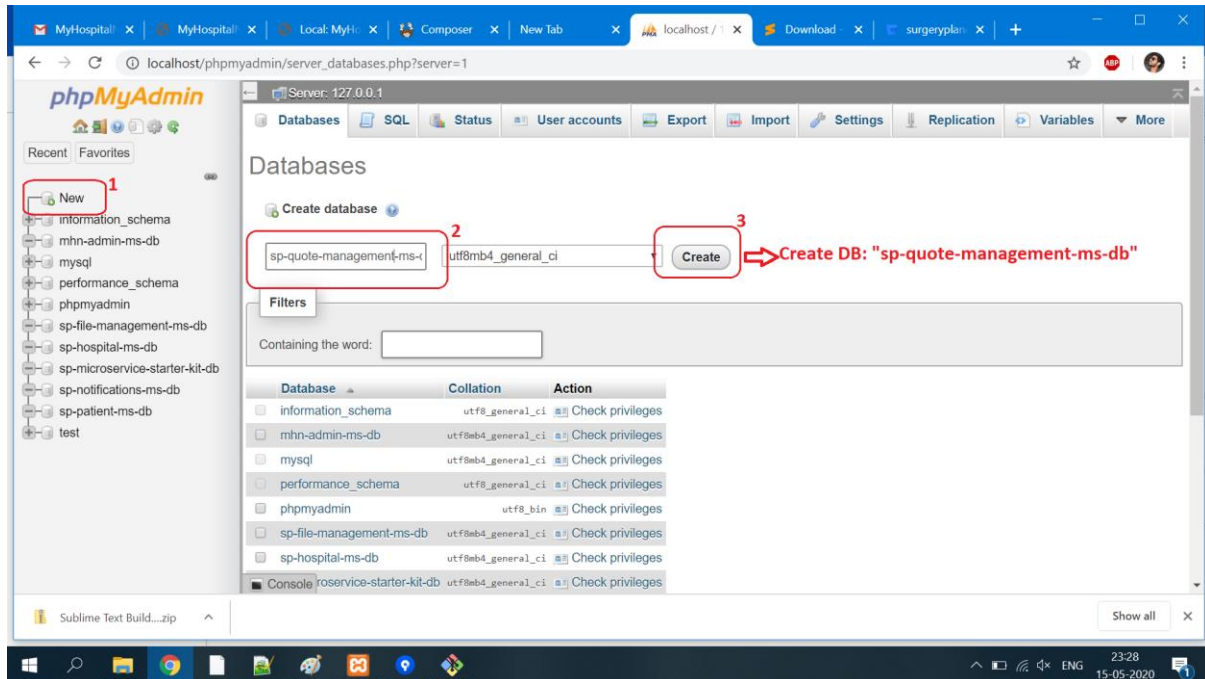 MyHospital MyHospital Local: MyHo Composer New Tab localhost / 1 Download - surgeryplan
localhost/phpmyadmin/server_databases.php?server=1 ABP
phpMyAdmin
Server: 127.0.0.1
Databases SQL Status User accounts Export Import Settings Replication Variables More
Recent Favorites
Databases
1
New
information_schema
mhn-admin-ms-db
mysql
performance_schema
phpmyadmin
sp-file-management-ms-db
sp-hospital-ms-db
sp-microservice-starter-kit-db
sp-notifications-ms-db
sp-patient-ms-db
test
Create database
2
3
sp-quote-management-ms-d utf8mb4_general_ci Create
Create DB: "sp-quote-management-ms-db"
Filters
Containing the word:
Database Collation Action
information_schema utf8_general_ci Check privileges
mhn-admin-ms-db utf8mb4_general_ci Check privileges
mysql utf8mb4_general_ci Check privileges
performance_schema utf8_general_ci Check privileges
phpmyadmin utf8_bin Check privileges
sp-file-management-ms-db utf8mb4_general_ci Check privileges
sp-hospital-ms-db utf8mb4_general_ci Check privileges
Console roservice-starter-kit-db utf8mb4_general_ci Check privileges
Sublime Text Build....zip Show all
ENG 23:28
15-05-2020